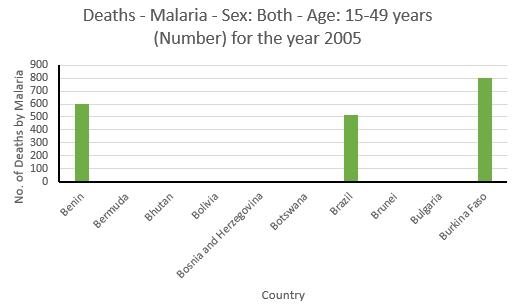 Deaths - Malaria - Sex: Both - Age: 15-49 years
(Number) for the year 2005
No. of Deaths by Malaria
900
800
700
600
500
400
300
200
100
0
Benin
Bermuda
Bhutan
Bolivia
Bosnia and Herzegovina
Botswana
Brazil
Brunei
Bulgaria
Burkina Faso
Country